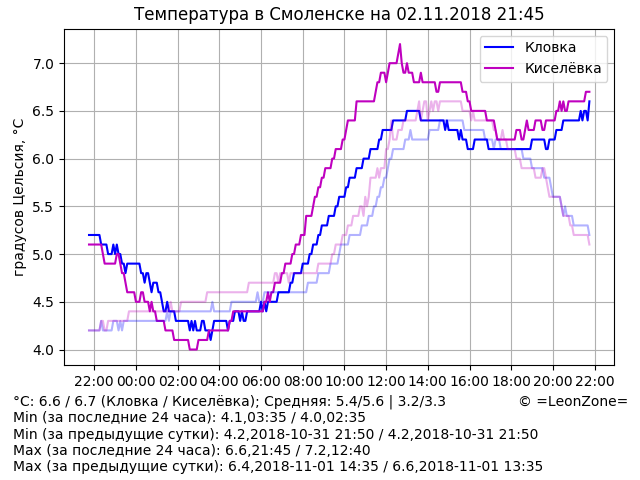 Температура в Смоленске на 02.11.2018 21:45
Кловка
Киселёвка
градусов Цельсия, °C
7.0
6.5
6.0
5.5
5.0
4.5
4.0
22:00 00:00 02:00 04:00 06:00 08:00 10:00 12:00 14:00 16:00 18:00 20:00 22:00
°C: 6.6 / 6.7 (Кловка / Киселёвка); Средняя: 5.4/5.6 | 3.2/3.3 © =LeonZone=
Min (за последние 24 часа): 4.1,03:35 / 4.0,02:35
Min (за предыдущие сутки): 4.2,2018-10-31 21:50 / 4.2,2018-10-31 21:50
Max (за последние 24 часа): 6.6,21:45 / 7.2,12:40
Max (за предыдущие сутки): 6.4,2018-11-01 14:35 / 6.6,2018-11-01 13:35